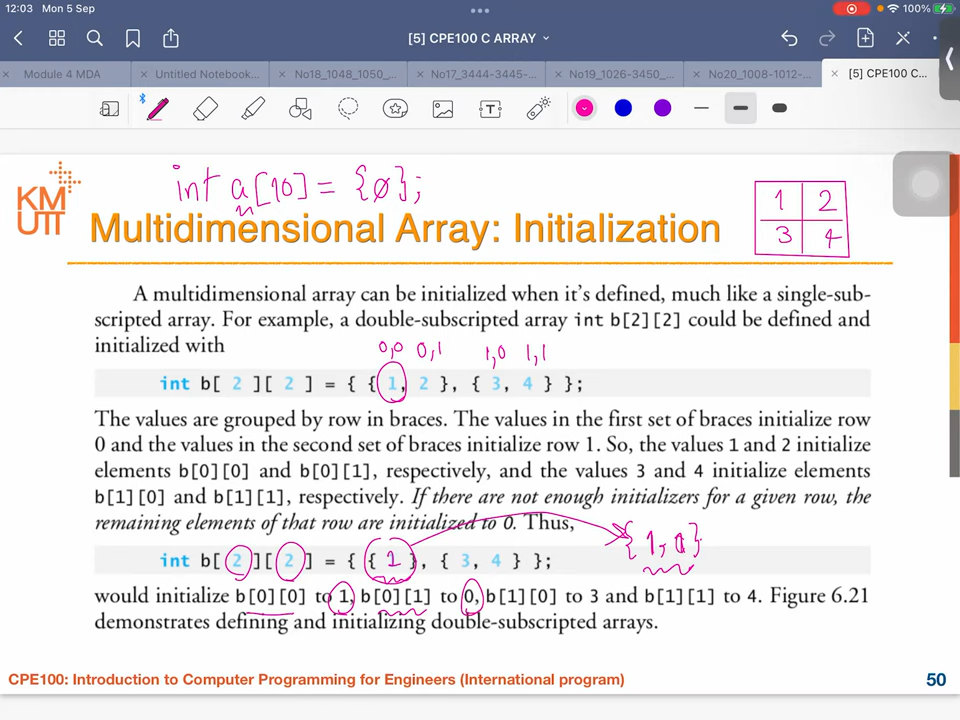 12:03 Mon 5 Sep
100%
[5] CPE100 C ARRAY
Module 4 MDA
Untitled Notebook...
No18_1048_1050_...
No17_3444-3445-...
No19_1026-3450_...
No20_1008-1012-...
[5] CPE100 C...
KM
UTT
int a[10] = {0};
Multidimensional Array: Initialization
1 2
3 4
A multidimensional array can be initialized when it's defined, much like a single-sub-
scripted array. For example, a double-subscripted array int b[2][2] could be defined and
initialized with
0,0 0,1 1,0 1,1
int b[ 2 ][ 2 ] = { { 1, 2 }, { 3, 4 } };
The values are grouped by row in braces. The values in the first set of braces initialize row
0 and the values in the second set of braces initialize row 1. So, the values 1 and 2 initialize
elements b[0][0] and b[0][1], respectively, and the values 3 and 4 initialize elements
b[1][0] and b[1][1], respectively. If there are not enough initializers for a given row, the
remaining elements of that row are initialized to 0. Thus,
int b[ 2 ][ 2 ] = { { 1 }, { 3, 4 } };
would initialize b[0][0] to 1, b[0][1] to 0, b[1][0] to 3 and b[1][1] to 4. Figure 6.21
demonstrates defining and initializing double-subscripted arrays.
CPE100: Introduction to Computer Programming for Engineers (International program)
50